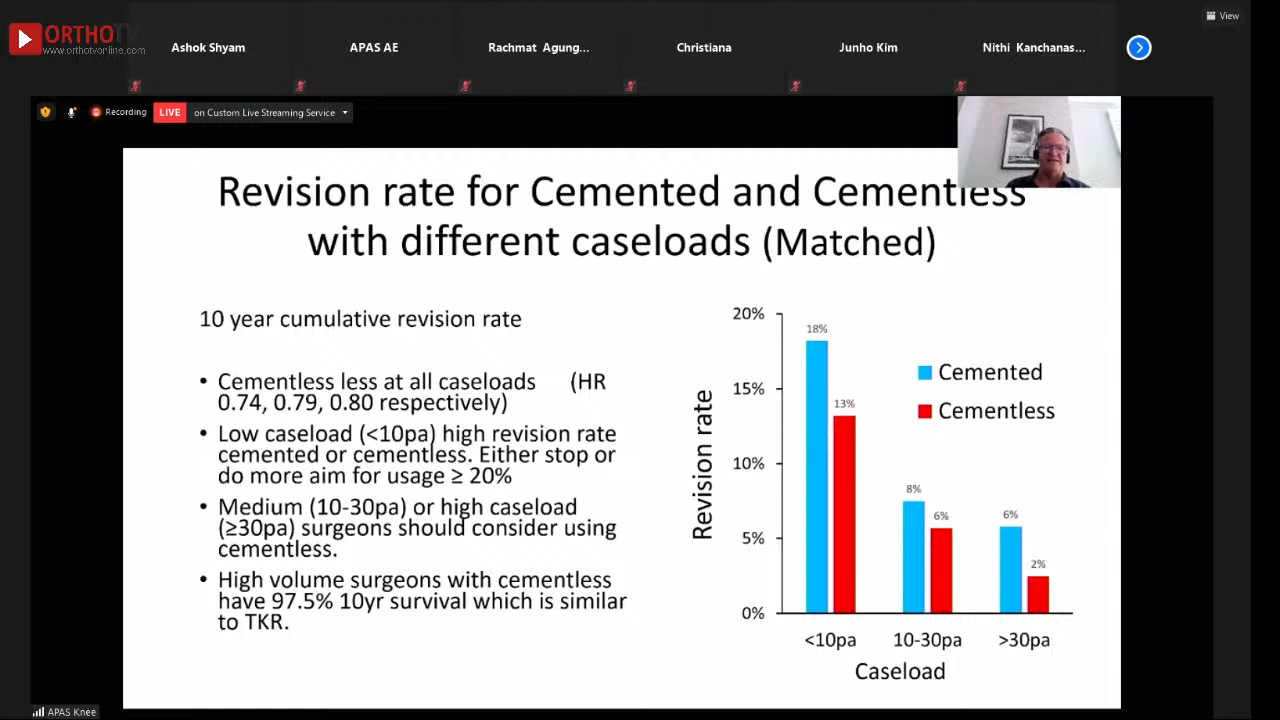 ORTHOTV
www.orthotvonline.com
Ashok Shyam
APAS AE
Rachmat Agung...
Christiana
Junho Kim
Nithi Kanchanas...
View
Recording
LIVE
on Custom Live Streaming Service
Revision rate for Cemented and Cementless
with different caseloads (Matched)
10 year cumulative revision rate
• Cementless less at all caseloads (HR
0.74, 0.79, 0.80 respectively)
• Low caseload (<10pa) high revision rate
cemented or cementless. Either stop or
do more aim for usage ≥ 20%
• Medium (10-30pa) or high caseload
(≥30pa) surgeons should consider using
cementless.
• High volume surgeons with cementless
have 97.5% 10yr survival which is similar
to TKR.
Revision rate
20%
15%
10%
5%
0%
18%
13%
8%
6%
6%
2%
Cemented
Cementless
<10pa
10-30pa
>30pa
Caseload
APAS Knee